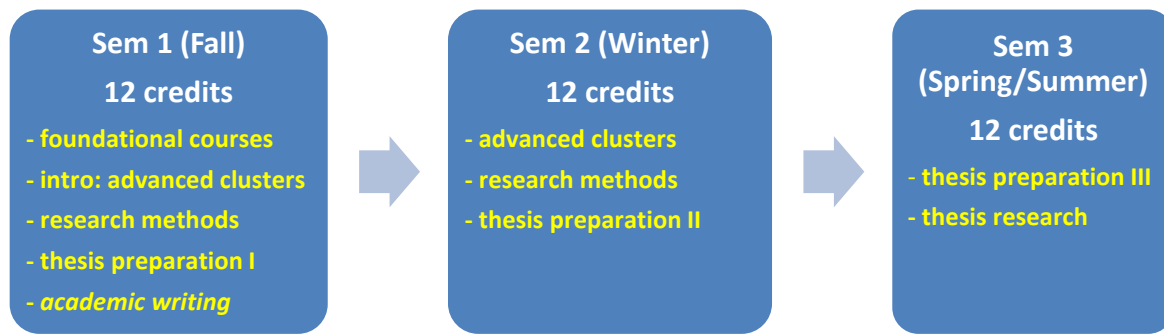 Sem 1 (Fall)
12 credits
- foundational courses
- intro: advanced clusters
- research methods
- thesis preparation I
- academic writing
Sem 2 (Winter)
12 credits
- advanced clusters
- research methods
- thesis preparation II
Sem 3
(Spring/Summer)
12 credits
- thesis preparation III
- thesis research